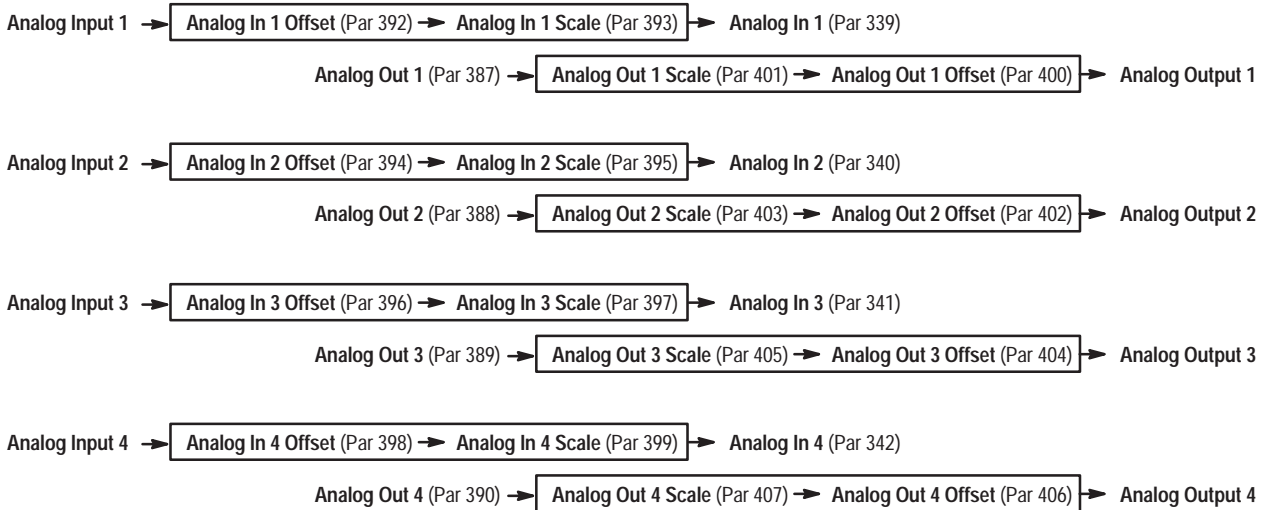 Analog Input 1 Analog In 1 Offset (Par 392) Analog In 1 Scale (Par 393) Analog In 1 (Par 339)
Analog Out 1 (Par 387) Analog Out 1 Scale (Par 401) Analog Out 1 Offset (Par 400) Analog Output 1
Analog Input 2 Analog In 2 Offset (Par 394) Analog In 2 Scale (Par 395) Analog In 2 (Par 340)
Analog Out 2 (Par 388) Analog Out 2 Scale (Par 403) Analog Out 2 Offset (Par 402) Analog Output 2
Analog Input 3 Analog In 3 Offset (Par 396) Analog In 3 Scale (Par 397) Analog In 3 (Par 341)
Analog Out 3 (Par 389) Analog Out 3 Scale (Par 405) Analog Out 3 Offset (Par 404) Analog Output 3
Analog Input 4 Analog In 4 Offset (Par 398) Analog In 4 Scale (Par 399) Analog In 4 (Par 342)
Analog Out 4 (Par 390) Analog Out 4 Scale (Par 407) Analog Out 4 Offset (Par 406) Analog Output 4